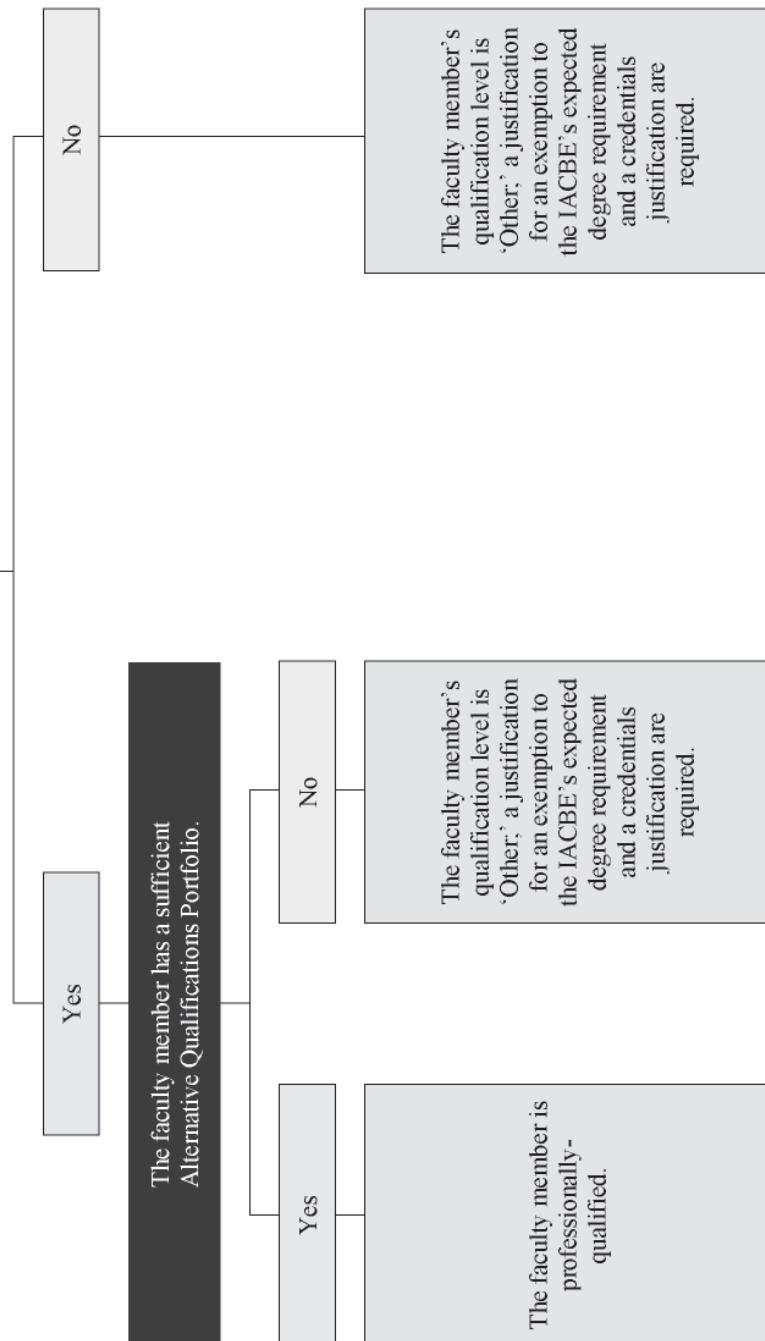 Yes
No
The faculty member has a sufficient
Alternative Qualifications Portfolio.
Yes
No
The faculty member is
professionally-
qualified.
The faculty member’s
qualification level is
‘Other;’ a justification
for an exemption to
the IACBE’s expected
degree requirement
and a credentials
justification are
required.
The faculty member’s
qualification level is
‘Other;’ a justification
for an exemption to
the IACBE’s expected
degree requirement
and a credentials
justification are
required.